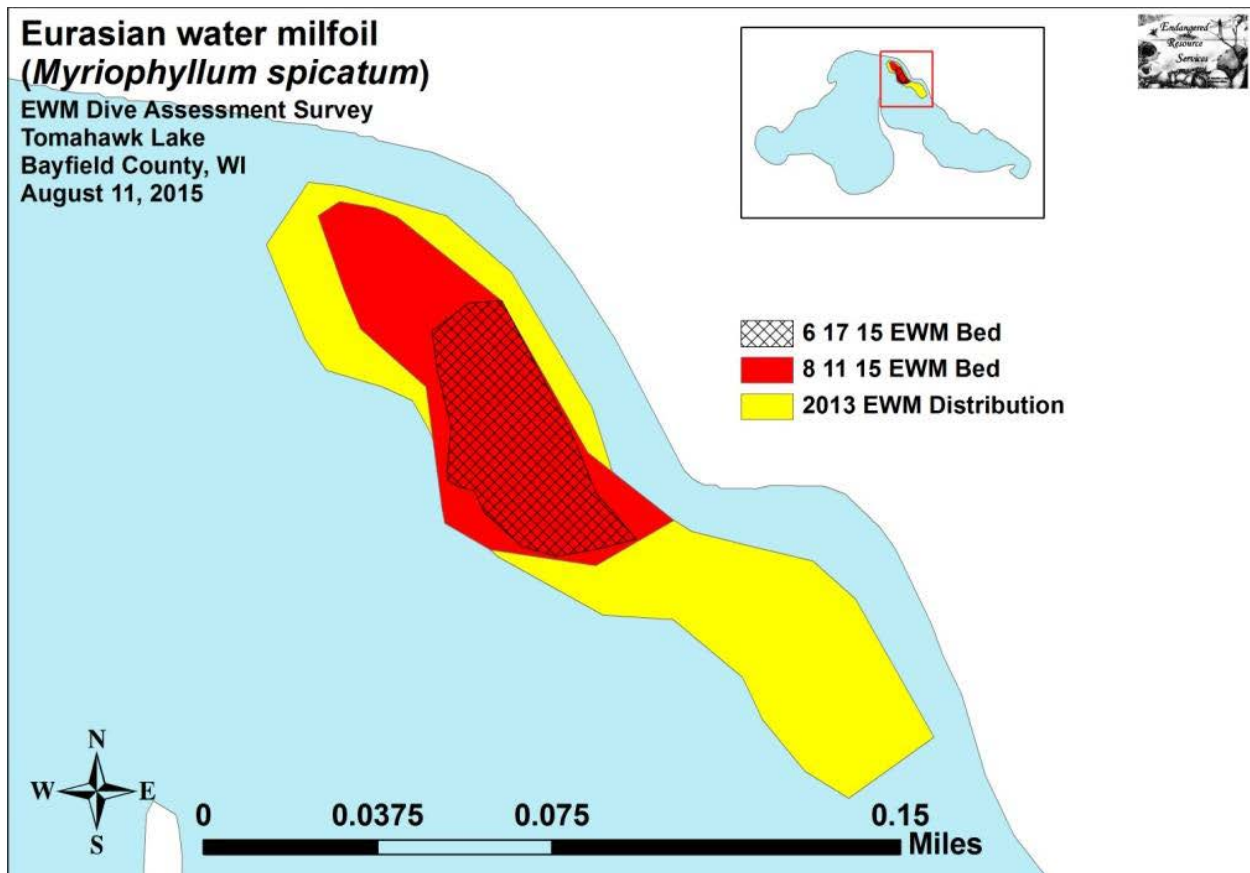 Eurasian water milfoil
(Myriophyllum spicatum)
EWM Dive Assessment Survey
Tomahawk Lake
Bayfield County, WI
August 11, 2015
Endangered
Resource
Services
6 17 15 EWM Bed
8 11 15 EWM Bed
2013 EWM Distribution
N
W E
S
0 0.0375 0.075 0.15
Miles